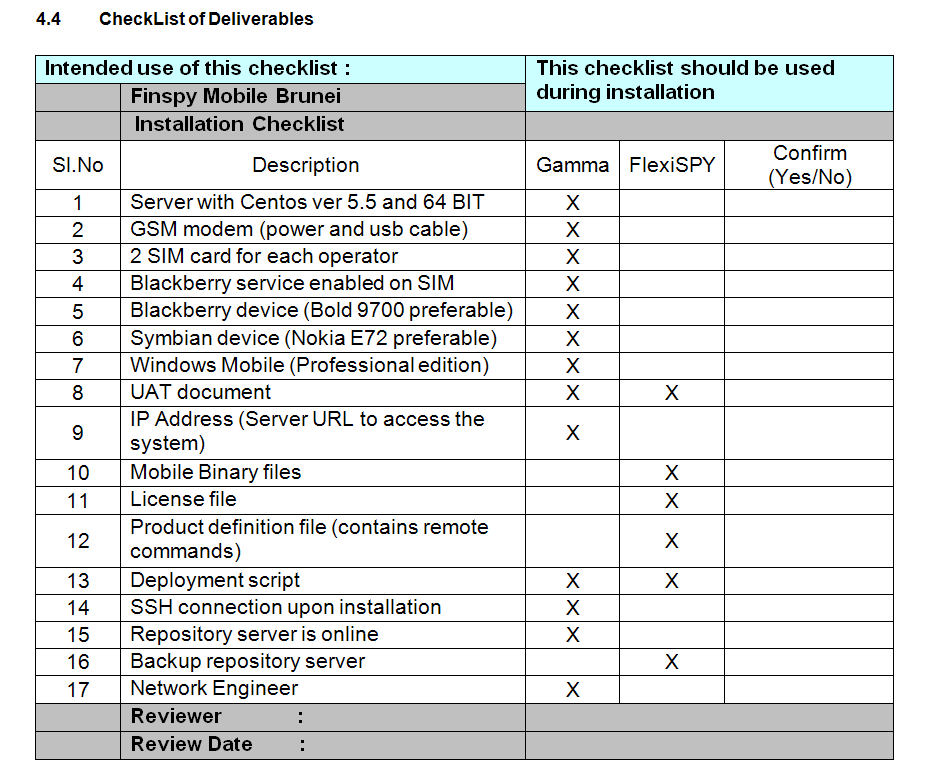 4.4 CheckList of Deliverables
Intended use of this checklist :
This checklist should be used
during installation
Finspy Mobile Brunei
Installation Checklist
Sl.No Description Gamma FlexiSPY Confirm
(Yes/No)
1 Server with Centos ver 5.5 and 64 BIT X
2 GSM modem (power and usb cable) X
3 2 SIM card for each operator X
4 Blackberry service enabled on SIM X
5 Blackberry device (Bold 9700 preferable) X
6 Symbian device (Nokia E72 preferable) X
7 Windows Mobile (Professional edition) X
8 UAT document X X
9 IP Address (Server URL to access the
system) X
10 Mobile Binary files X
11 License file X
12 Product definition file (contains remote
commands) X
13 Deployment script X X
14 SSH connection upon installation X
15 Repository server is online X
16 Backup repository server X
17 Network Engineer X
Reviewer :
Review Date :